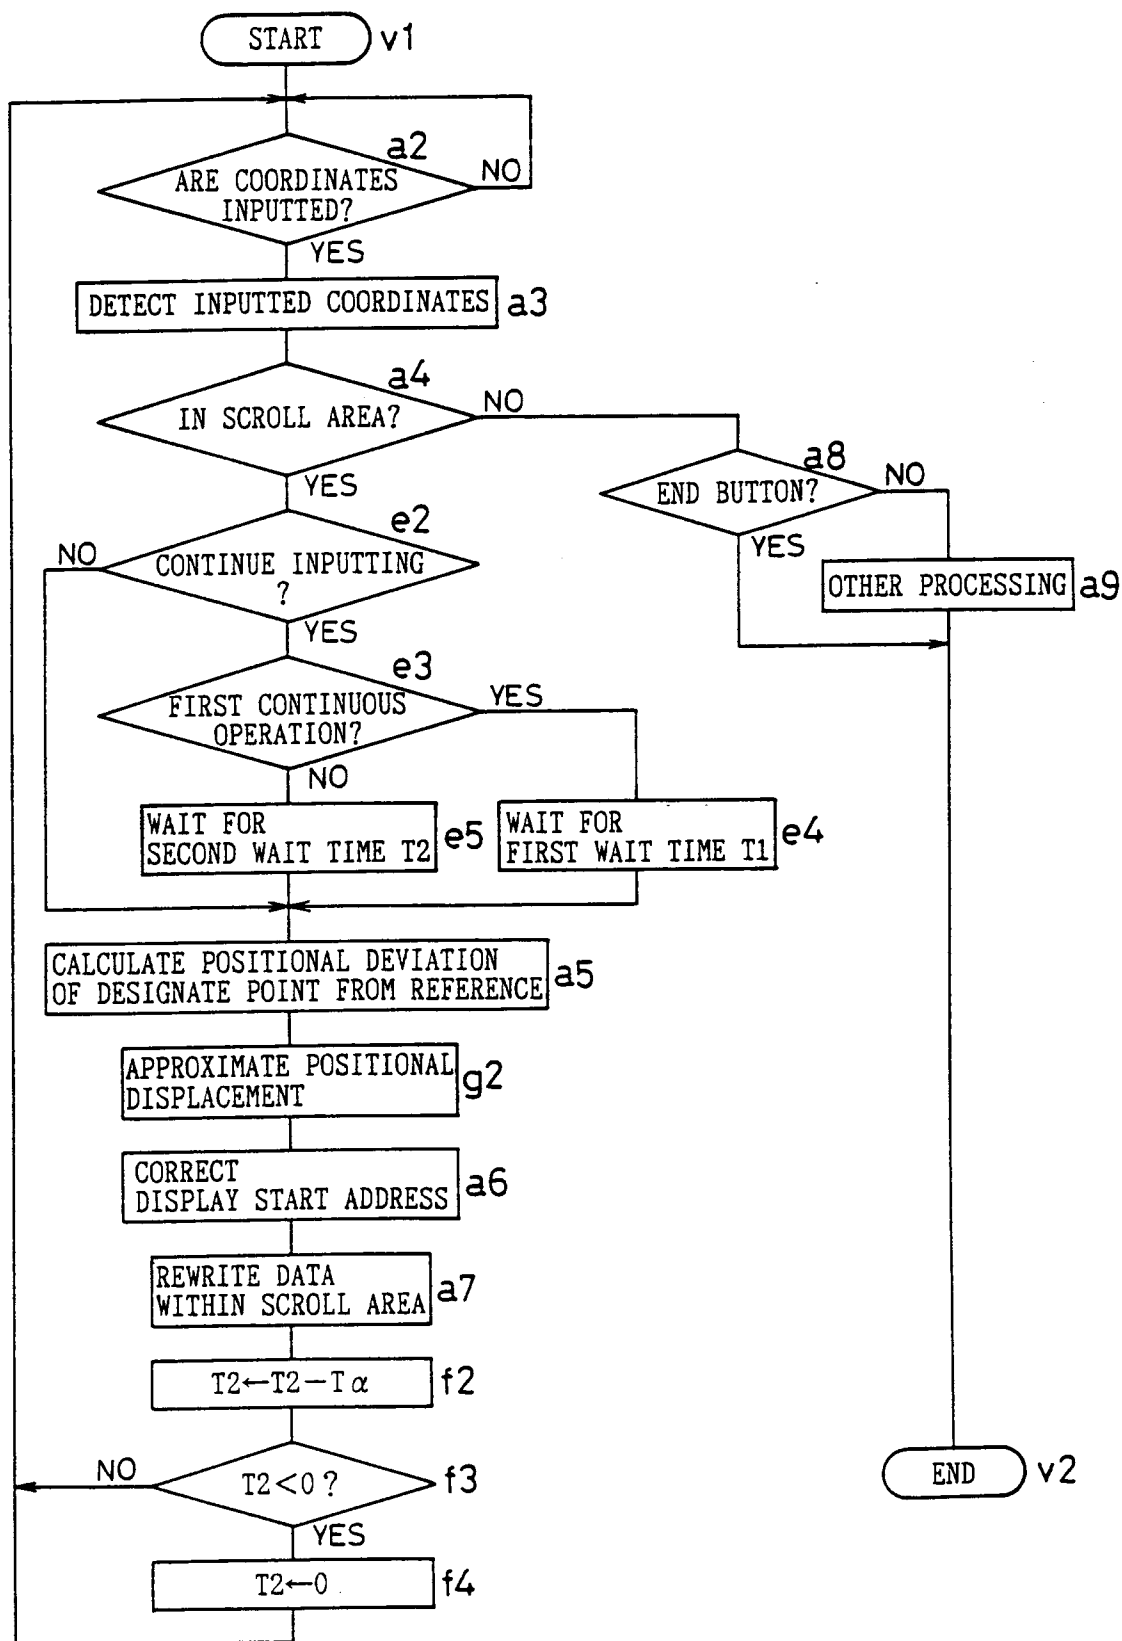 START
v1
a2
NO
ARE COORDINATES
INPUTTED?
YES
DETECT INPUTTED COORDINATES
a3
a4
NO
IN SCROLL AREA?
YES
a8
NO
END BUTTON?
YES
OTHER PROCESSING
a9
e2
NO
CONTINUE INPUTTING
?
YES
e3
YES
FIRST CONTINUOUS
OPERATION?
NO
WAIT FOR
SECOND WAIT TIME T2
e5
WAIT FOR
FIRST WAIT TIME T1
e4
CALCULATE POSITIONAL DEVIATION
OF DESIGNATE POINT FROM REFERENCE
a5
APPROXIMATE POSITIONAL
DISPLACEMENT
g2
CORRECT
DISPLAY START ADDRESS
a6
REWRITE DATA
WITHIN SCROLL AREA
a7
T2←T2−Tα
f2
NO
T2<0?
f3
YES
T2←0
f4
END
v2